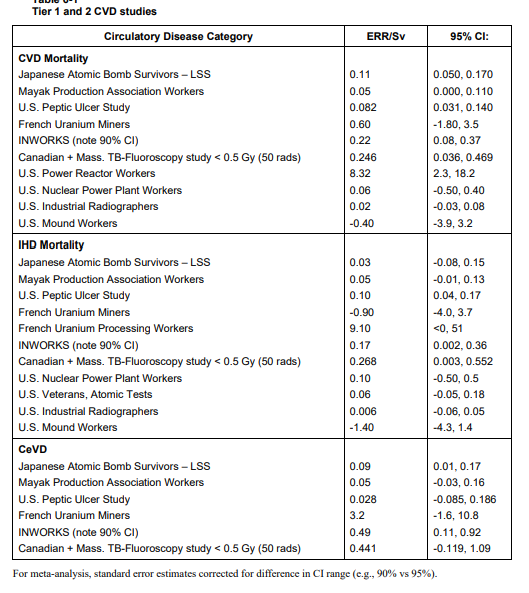 Tier 1 and 2 CVD studies
Circulatory Disease Category ERR/Sv 95% CI:
CVD Mortality
Japanese Atomic Bomb Survivors – LSS 0.11 0.050, 0.170
Mayak Production Association Workers 0.05 0.000, 0.110
U.S. Peptic Ulcer Study 0.082 0.031, 0.140
French Uranium Miners 0.60 -1.80, 3.5
INWORKS (note 90% CI) 0.22 0.08, 0.37
Canadian + Mass. TB-Fluoroscopy study < 0.5 Gy (50 rads) 0.246 0.036, 0.469
U.S. Power Reactor Workers 8.32 2.3, 18.2
U.S. Nuclear Power Plant Workers 0.06 -0.50, 0.40
U.S. Industrial Radiographers 0.02 -0.03, 0.08
U.S. Mound Workers -0.40 -3.9, 3.2
IHD Mortality
Japanese Atomic Bomb Survivors – LSS 0.03 -0.08, 0.15
Mayak Production Association Workers 0.05 -0.01, 0.13
U.S. Peptic Ulcer Study 0.10 0.04, 0.17
French Uranium Miners -0.90 -4.0, 3.7
French Uranium Processing Workers 9.10 <0, 51
INWORKS (note 90% CI) 0.17 0.002, 0.36
Canadian + Mass. TB-Fluoroscopy study < 0.5 Gy (50 rads) 0.268 0.003, 0.552
U.S. Nuclear Power Plant Workers 0.10 -0.50, 0.5
U.S. Veterans, Atomic Tests 0.06 -0.05, 0.18
U.S. Industrial Radiographers 0.006 -0.06, 0.05
U.S. Mound Workers -1.40 -4.3, 1.4
CeVD
Japanese Atomic Bomb Survivors – LSS 0.09 0.01, 0.17
Mayak Production Association Workers 0.05 -0.03, 0.16
U.S. Peptic Ulcer Study 0.028 -0.085, 0.186
French Uranium Miners 3.2 -1.6, 10.8
INWORKS (note 90% CI) 0.49 0.11, 0.92
Canadian + Mass. TB-Fluoroscopy study < 0.5 Gy (50 rads) 0.441 -0.119, 1.09
For meta-analysis, standard error estimates corrected for difference in CI range (e.g., 90% vs 95%).